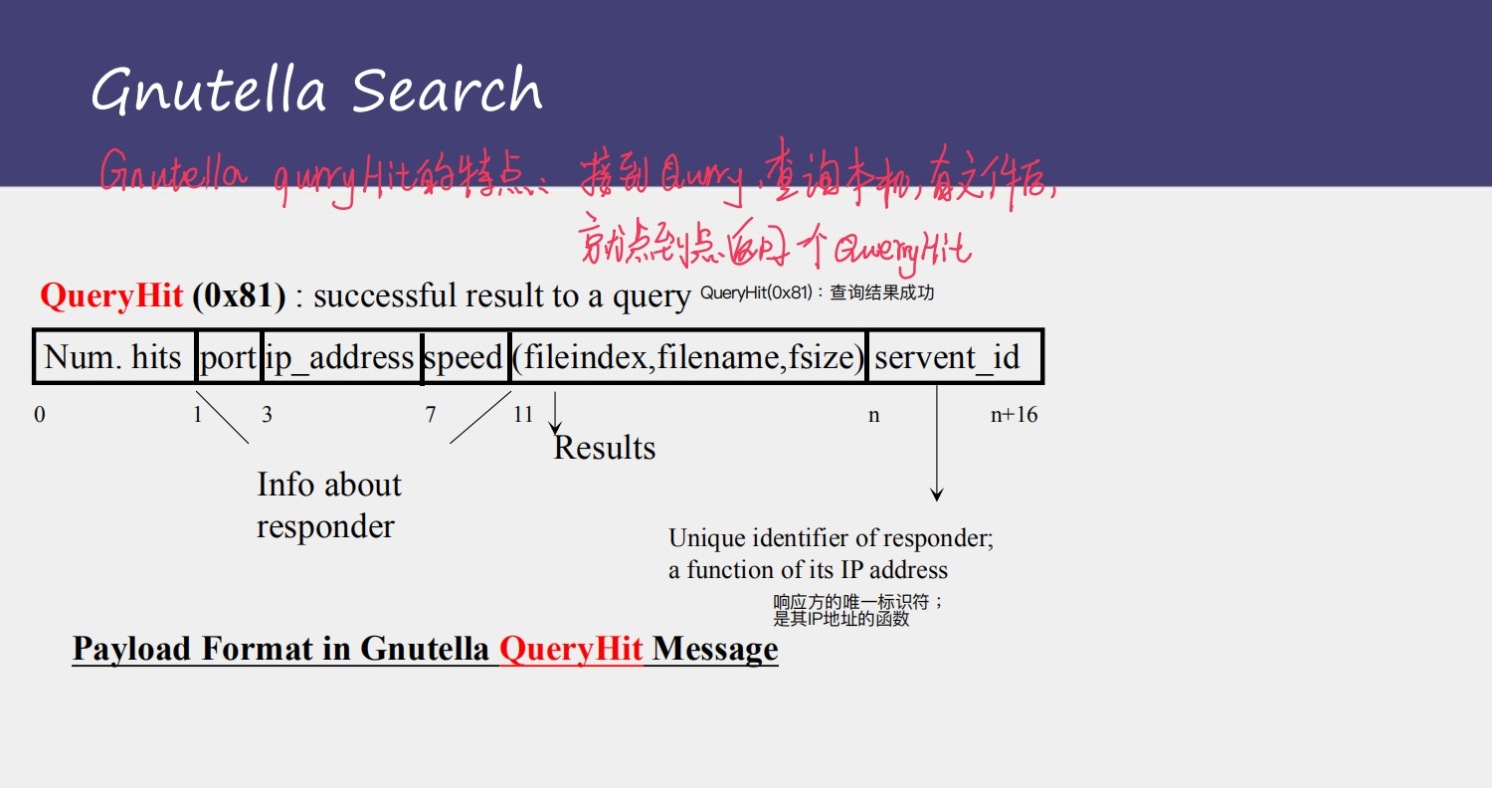 Gnutella Search
Gnutella qurryHit的特点、接到Qurry,查询本机,有文件后,
就点到点返回个QueryHit
QueryHit (0x81) : successful result to a query QueryHit(0x81)：查询结果成功
Num. hits port ip_address speed (fileindex,filename,fsize) servent_id
0 1 3 7 11 n n+16
Results
Info about
responder
Unique identifier of responder;
a function of its IP address
响应方的唯一标识符；
是其IP地址的函数
Payload Format in Gnutella QueryHit Message